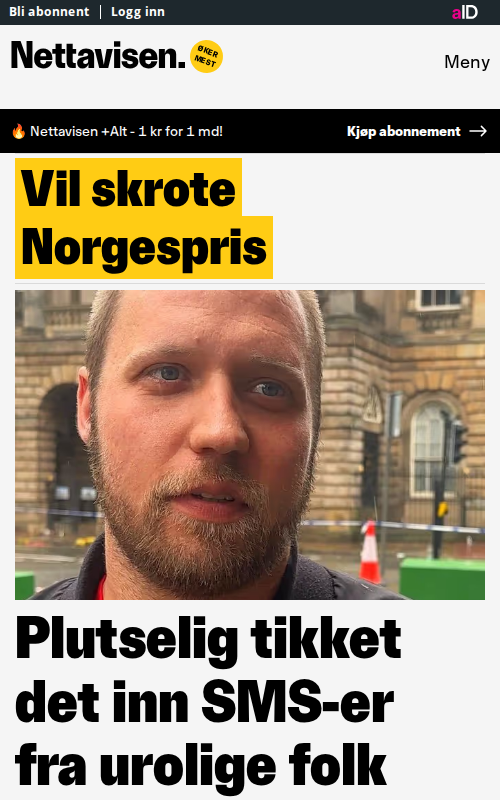 Bli abonnent | Logg inn
aID
Nettavisen.
ØKER
MEST
Meny
🔥 Nettavisen +Alt - 1 kr for 1 md!
Kjøp abonnement →
Vil skrote
Norgespris
Plutselig tikket
det inn SMS-er
fra urolige folk